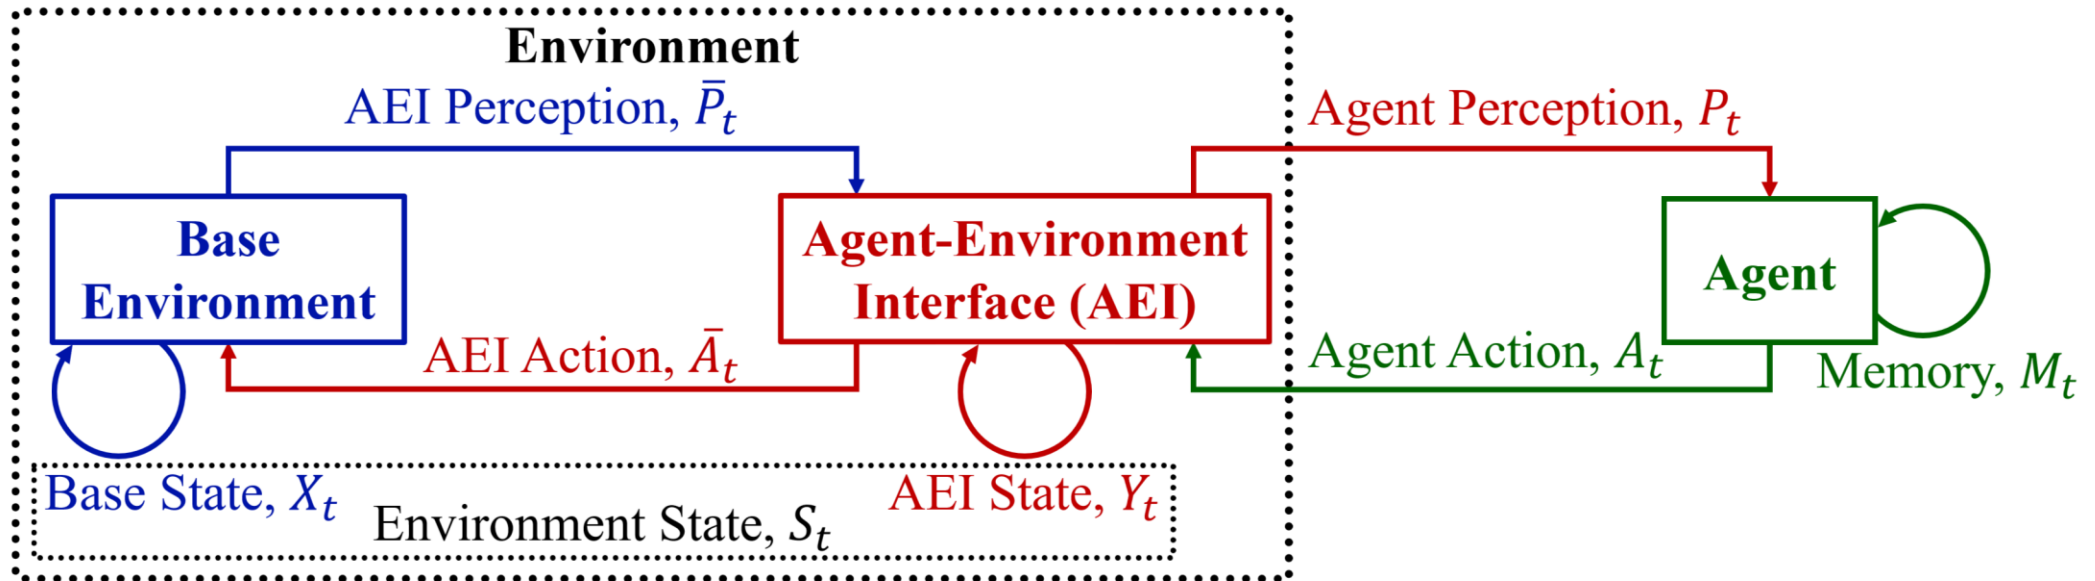 Environment
AEI Perception, P̄ₜ
Agent Perception, Pₜ
Base
Environment
Agent-Environment
Interface (AEI)
Agent
AEI Action, Āₜ
Agent Action, Aₜ
Memory, Mₜ
Base State, Xₜ
AEI State, Yₜ
Environment State, Sₜ